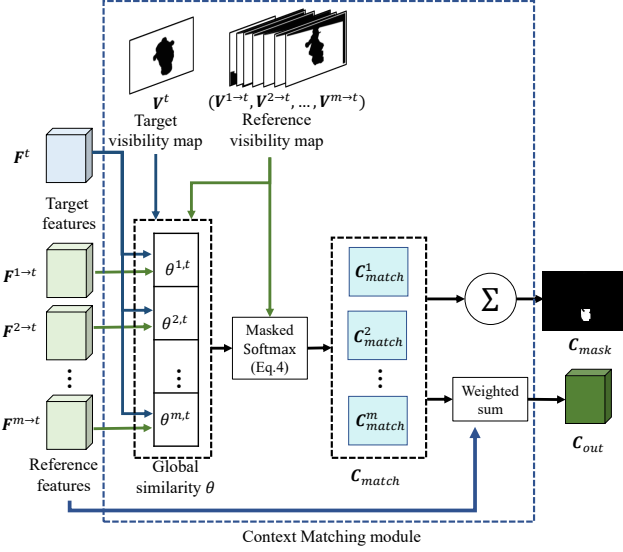 V^t
Target
visibility map
(V^{1→t}, V^{2→t}, ..., V^{m→t})
Reference
visibility map
F^t
Target
features
F^{1→t}
F^{2→t}
F^{m→t}
Reference
features
θ^{1,t}
θ^{2,t}
θ^{m,t}
Global
similarity θ
Masked
Softmax
(Eq.4)
C^1_{match}
C^2_{match}
C^m_{match}
C_{match}
Σ
Weighted
sum
C_{mask}
C_{out}
Context Matching module